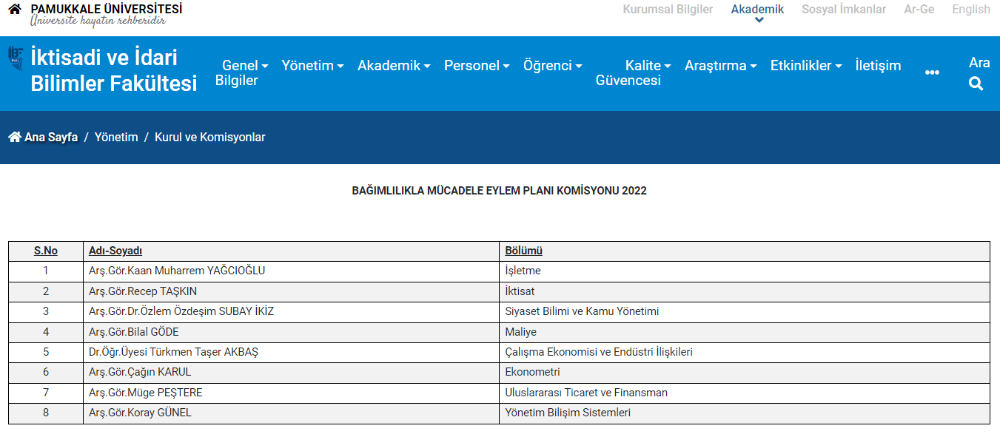 PAMUKKALE ÜNİVERSİTESİ
Üniversite hayatın rehberidir
Kurumsal Bilgiler Akademik Sosyal İmkanlar Ar-Ge English
İktisadi ve İdari
Bilimler Fakültesi
Genel Bilgiler Yönetim Akademik Personel Öğrenci Kalite Güvencesi Araştırma Etkinlikler İletişim ••• Ara
Ana Sayfa / Yönetim / Kurul ve Komisyonlar
BAĞIMLILIKLA MÜCADELE EYLEM PLANI KOMİSYONU 2022
S.No Adı-Soyadı Bölümü
1 Arş.Gör.Kaan Muharrem YAĞCIOĞLU İşletme
2 Arş.Gör.Recep TAŞKIN İktisat
3 Arş.Gör.Dr.Özlem Özdeşim SUBAY İKİZ Siyaset Bilimi ve Kamu Yönetimi
4 Arş.Gör.Bilal GÖDE Maliye
5 Dr.Öğr.Üyesi Türkmen Taşer AKBAŞ Çalışma Ekonomisi ve Endüstri İlişkileri
6 Arş.Gör.Çağın KARUL Ekonometri
7 Arş.Gör.Müge PEŞTERE Uluslararası Ticaret ve Finansman
8 Arş.Gör.Koray GÜNEL Yönetim Bilişim Sistemleri